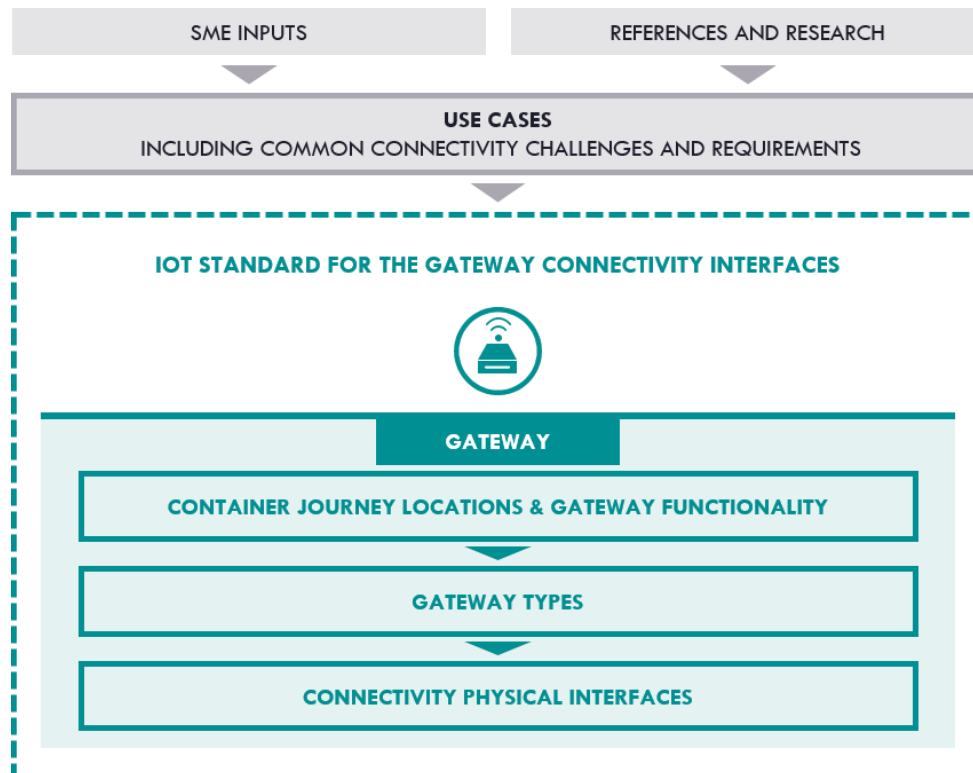 SME INPUTS
REFERENCES AND RESEARCH
USE CASES
INCLUDING COMMON CONNECTIVITY CHALLENGES AND REQUIREMENTS
IOT STANDARD FOR THE GATEWAY CONNECTIVITY INTERFACES
GATEWAY
CONTAINER JOURNEY LOCATIONS & GATEWAY FUNCTIONALITY
GATEWAY TYPES
CONNECTIVITY PHYSICAL INTERFACES